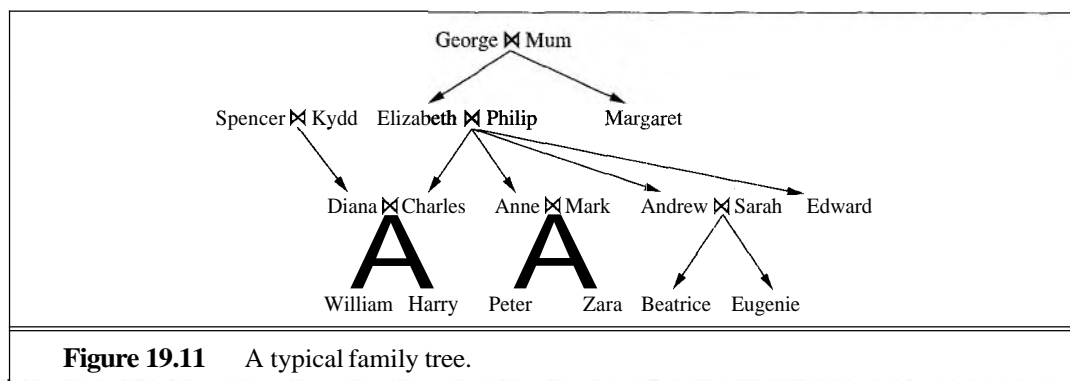 George ⋈ Mum
Spencer ⋈ Kydd Elizabeth ⋈ Philip Margaret
Diana ⋈ Charles Anne ⋈ Mark Andrew ⋈ Sarah Edward
A A
William Harry Peter Zara Beatrice Eugenie
Figure 19.11 A typical family tree.